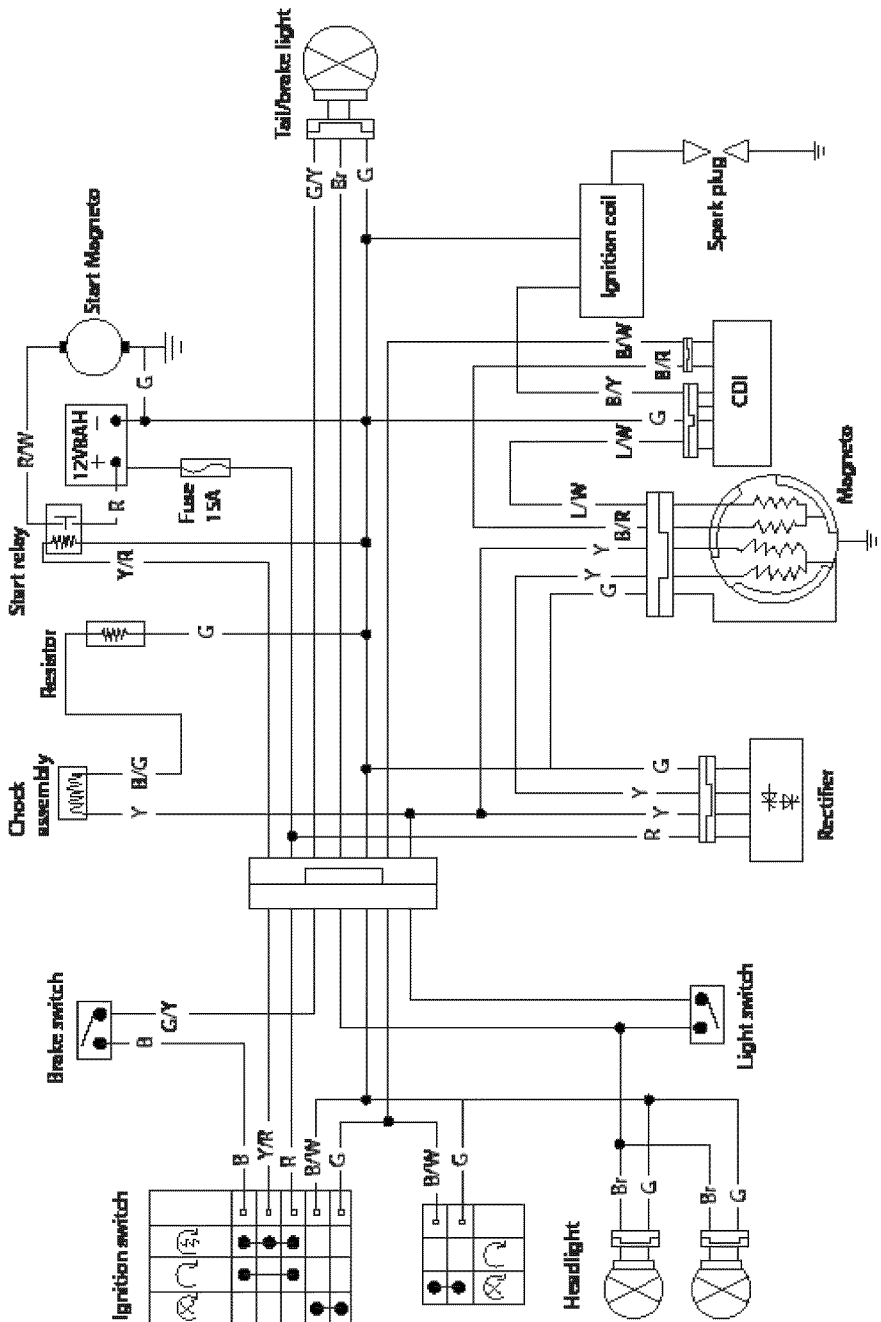 Chock
assembly
Start relay
Resistor
Brake switch
Y
B/G
R/W
Start Magneto
12V8AH
+
−
Ignition switch
Y/R
R
G
Fuse
15A
B
G/Y
G
B
Y/R
R
B/W
G
Tail/brake light
G/Y
Br
G
B/W
G
Headlight
Br
G
Br
G
Light switch
R
Y
Y
G
Rectifier
G
Y
Y
B/R
L/W
Magneto
L/W
G
B/Y
B/R
B/W
CDI
Ignition coil
Spark plug